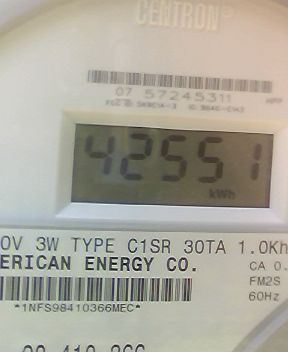 CENTRON®
07 57245311
42551
kWh
0V 3W TYPE C1SR 30TA 1.0Kh
ERICAN ENERGY CO.
CA 0.
FM2S
60Hz
*1NFS98410366MEC*